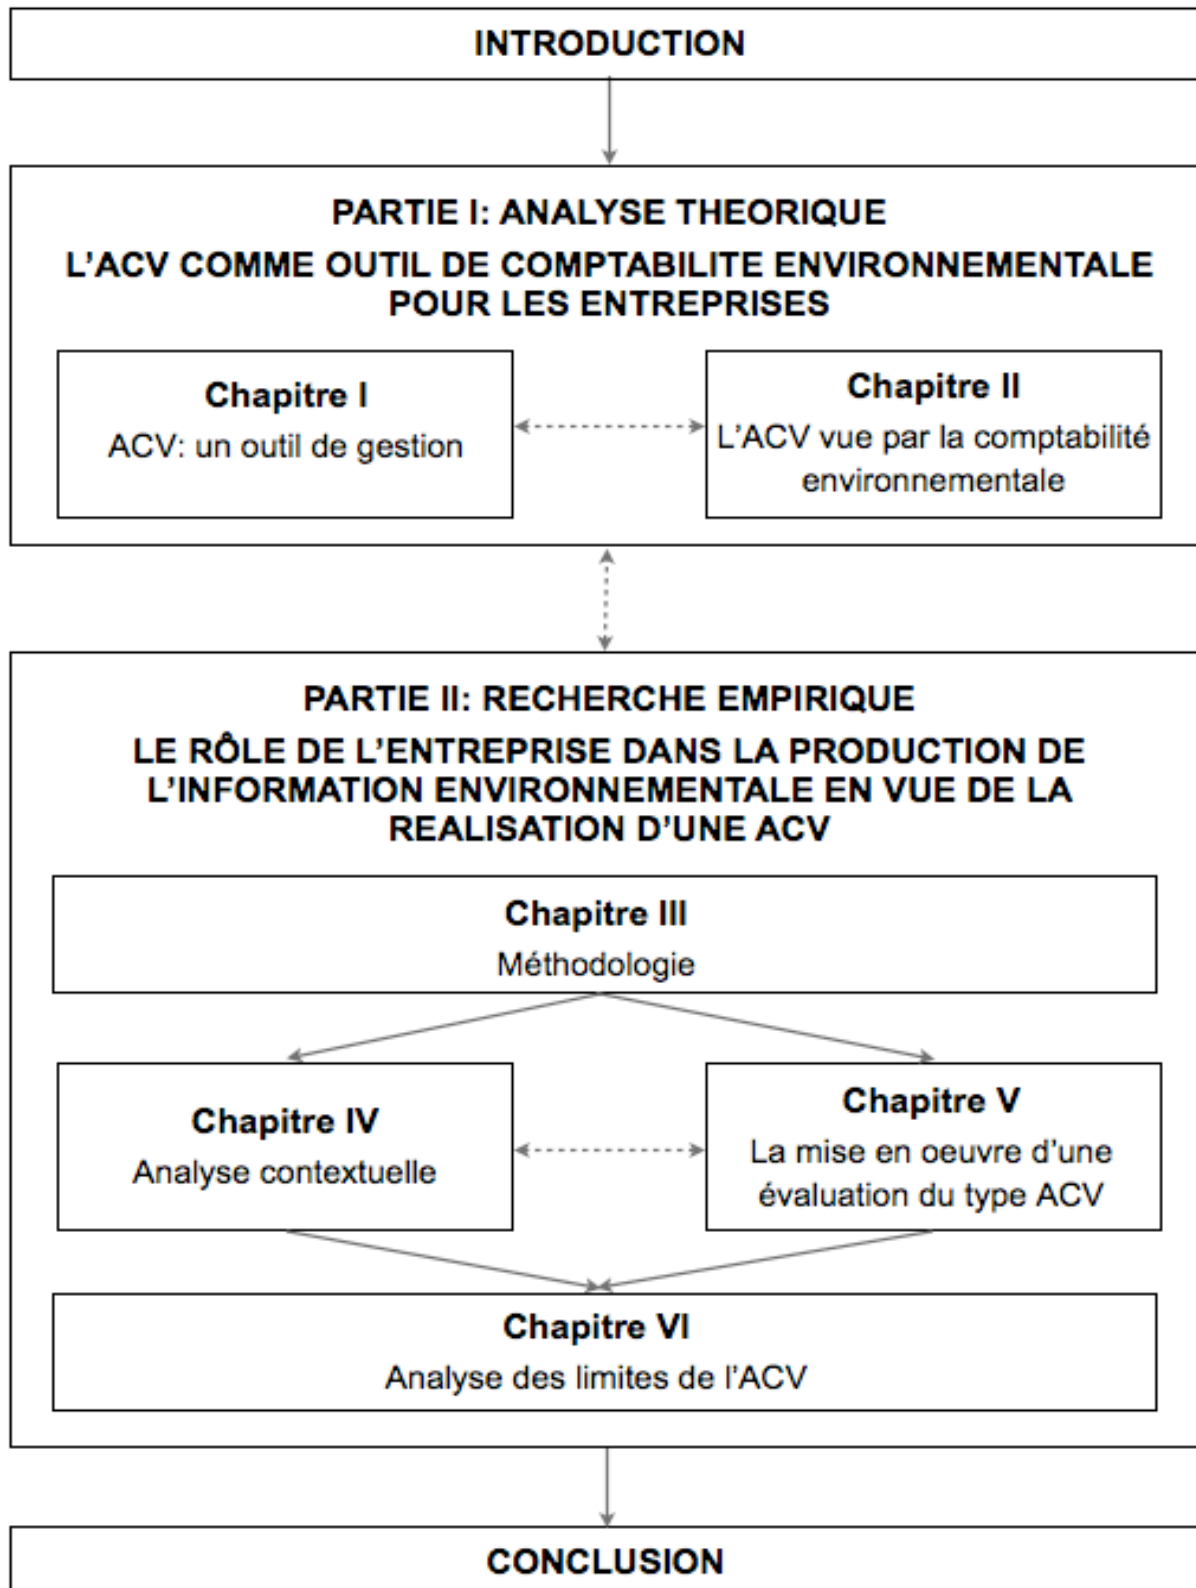 INTRODUCTION
PARTIE I: ANALYSE THEORIQUE
L'ACV COMME OUTIL DE COMPTABILITE ENVIRONNEMENTALE
POUR LES ENTREPRISES
Chapitre I
ACV: un outil de gestion
Chapitre II
L'ACV vue par la comptabilité
environnementale
PARTIE II: RECHERCHE EMPIRIQUE
LE RÔLE DE L'ENTREPRISE DANS LA PRODUCTION DE
L'INFORMATION ENVIRONNEMENTALE EN VUE DE LA
REALISATION D'UNE ACV
Chapitre III
Méthodologie
Chapitre IV
Analyse contextuelle
Chapitre V
La mise en oeuvre d'une
évaluation du type ACV
Chapitre VI
Analyse des limites de l'ACV
CONCLUSION